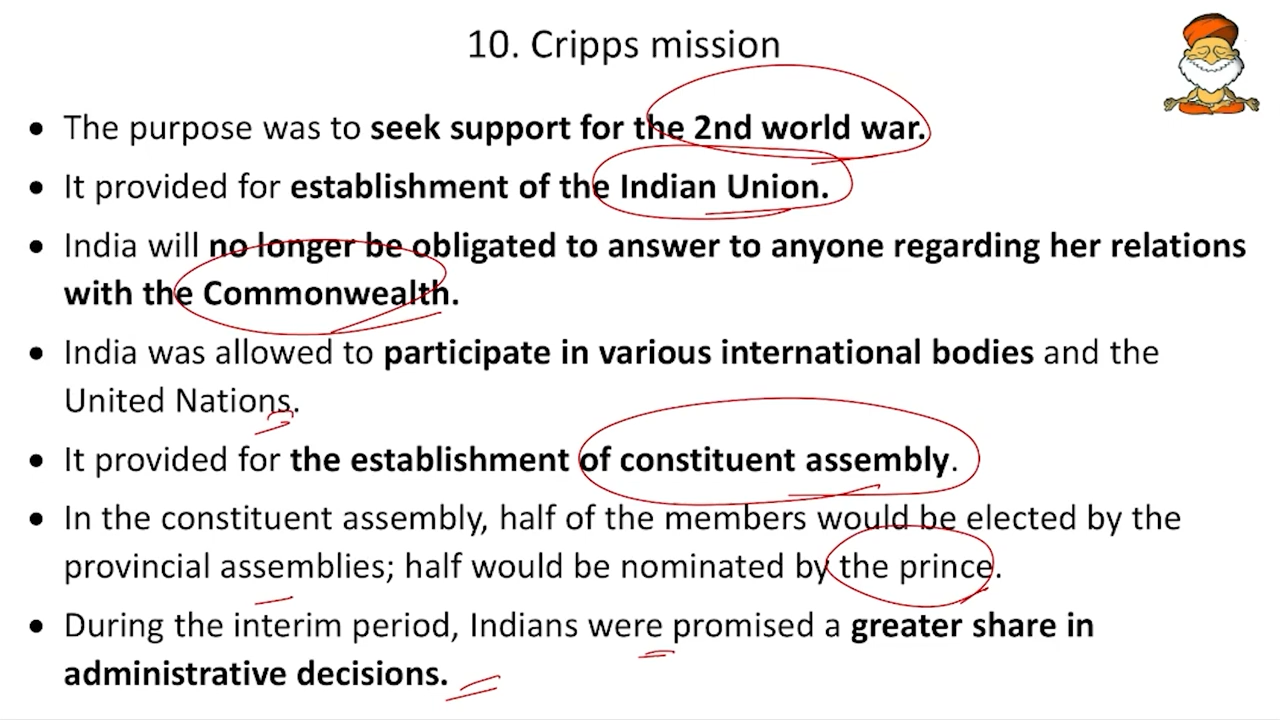 10. Cripps mission
• The purpose was to seek support for the 2nd world war.
• It provided for establishment of the Indian Union.
• India will no longer be obligated to answer to anyone regarding her relations
with the Commonwealth.
• India was allowed to participate in various international bodies and the
United Nations.
• It provided for the establishment of constituent assembly.
• In the constituent assembly, half of the members would be elected by the
provincial assemblies; half would be nominated by the prince.
• During the interim period, Indians were promised a greater share in
administrative decisions.